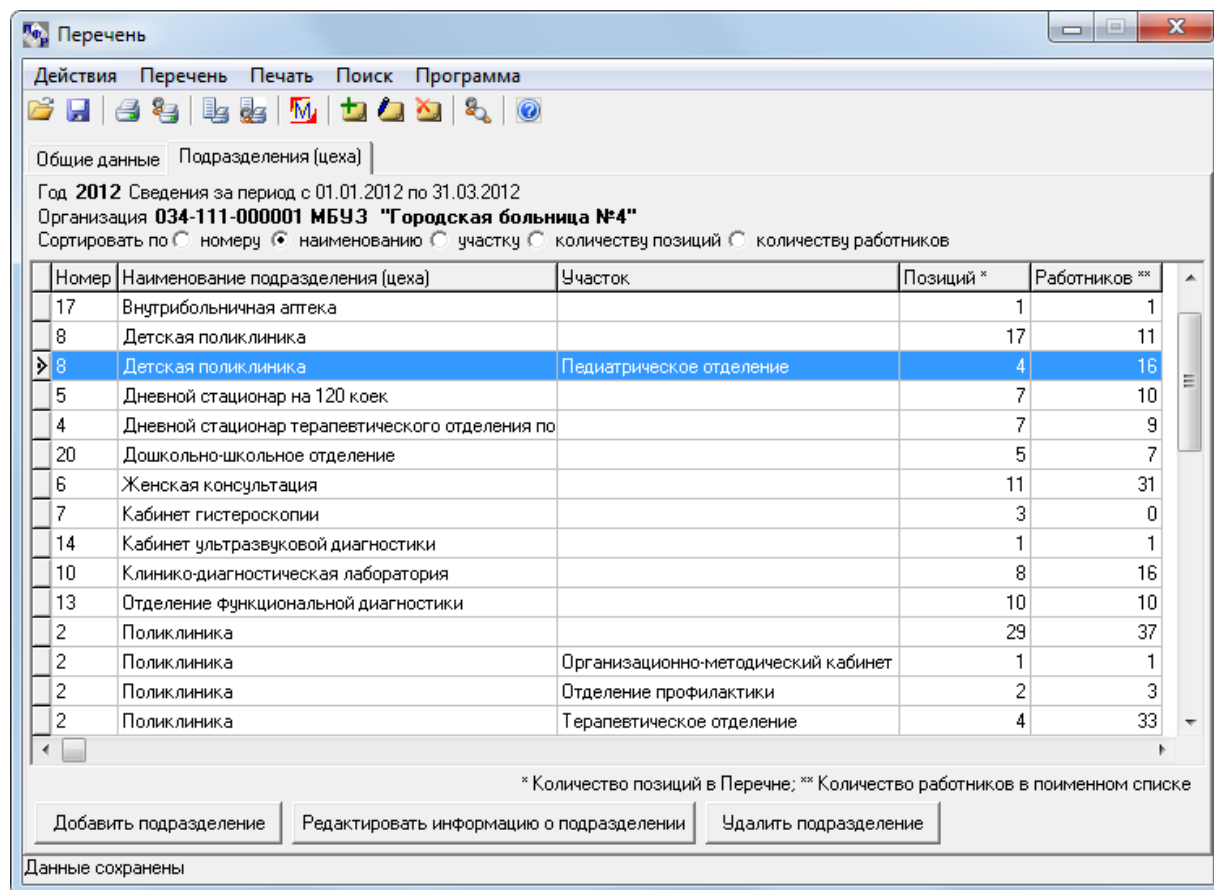 Перечень
Действия Перечень Печать Поиск Программа
Общие данные Подразделения (цеха)
Год 2012 Сведения за период с 01.01.2012 по 31.03.2012
Организация 034-111-000001 МБУЗ "Городская больница №4"
Сортировать по номеру наименованию участку количеству позиций количеству работников
Номер Наименование подразделения (цеха) Участок Позиций * Работников **
17 Внутрибольничная аптека 1 1
8 Детская поликлиника 17 11
8 Детская поликлиника Педиатрическое отделение 4 16
5 Дневной стационар на 120 коек 7 10
4 Дневной стационар терапевтического отделения по 7 9
20 Дошкольно-школьное отделение 5 7
6 Женская консультация 11 31
7 Кабинет гистероскопии 3 0
14 Кабинет ультразвуковой диагностики 1 1
10 Клинико-диагностическая лаборатория 8 16
13 Отделение функциональной диагностики 10 10
2 Поликлиника 29 37
2 Поликлиника Организационно-методический кабинет 1 1
2 Поликлиника Отделение профилактики 2 3
2 Поликлиника Терапевтическое отделение 4 33
* Количество позиций в Перечне; ** Количество работников в поименном списке
Добавить подразделение Редактировать информацию о подразделении Удалить подразделение
Данные сохранены